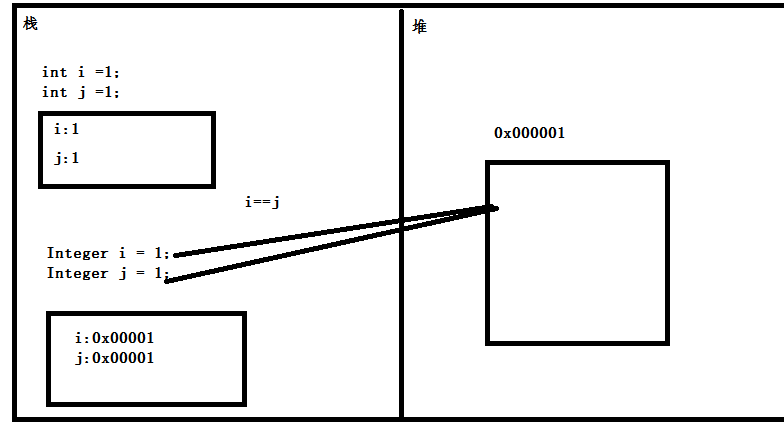 栈
int i =1;
int j =1;
i:1
j:1
i==j
Integer i = 1;
Integer j = 1;
i:0x00001
j:0x00001
堆
0x000001